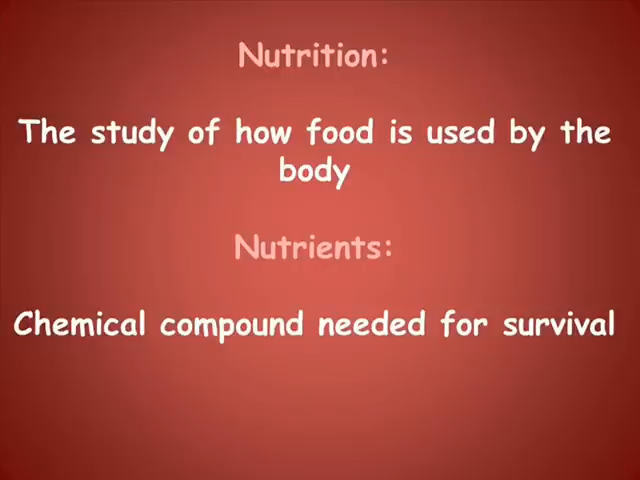 Nutrition:
The study of how food is used by the
body
Nutrients:
Chemical compound needed for survival